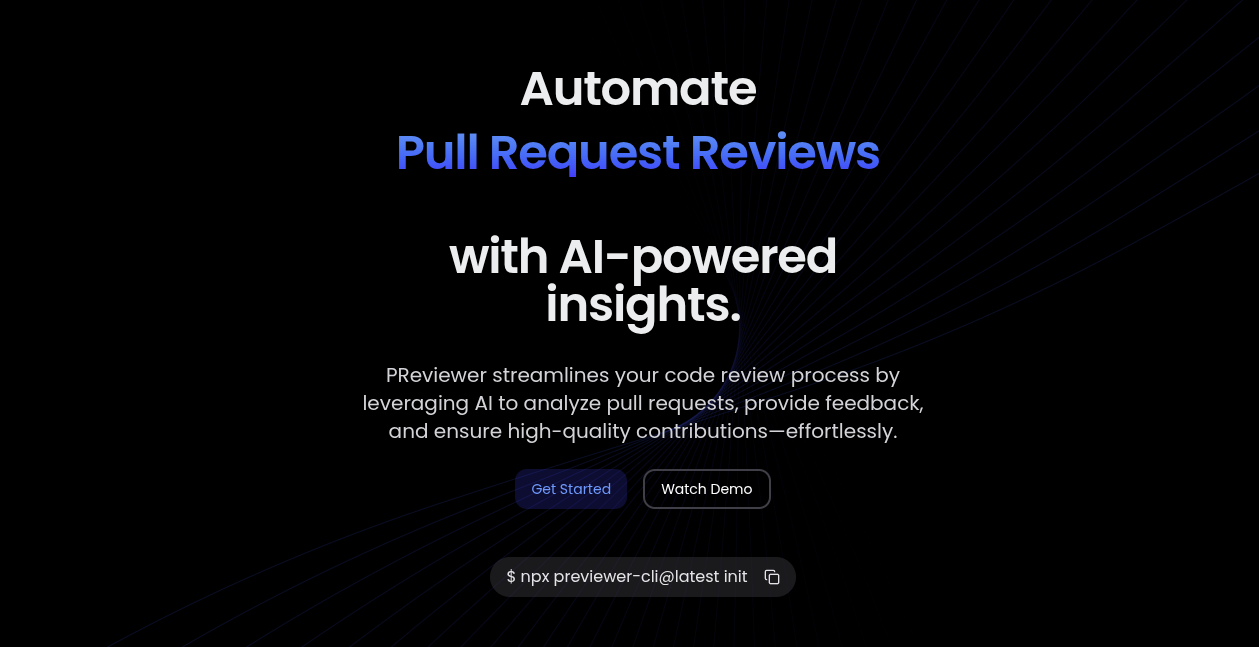 Automate
Pull Request Reviews
with AI-powered
insights.
PReviewer streamlines your code review process by
leveraging AI to analyze pull requests, provide feedback,
and ensure high-quality contributions—effortlessly.
Get Started
Watch Demo
$ npx previewer-cli@latest init